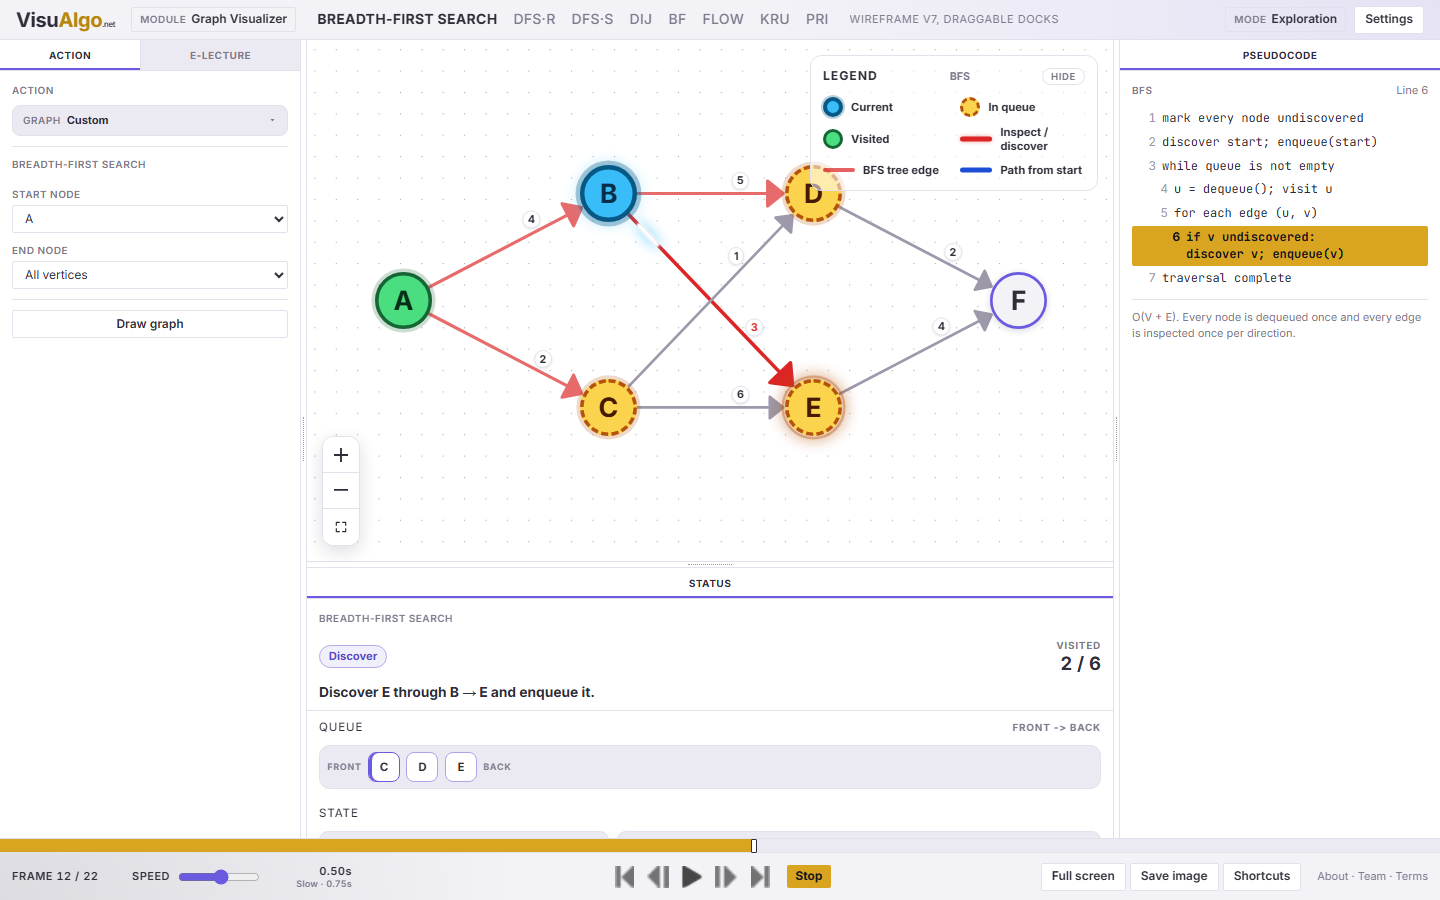 VisuAlgo.net
MODULE Graph Visualizer
BREADTH-FIRST SEARCH DFS-R DFS-S DIJ BF FLOW KRU PRI
WIREFRAME V7, DRAGGABLE DOCKS
MODE Exploration
Settings
ACTION
E-LECTURE
ACTION
GRAPH Custom
BREADTH-FIRST SEARCH
START NODE
A
END NODE
All vertices
Draw graph
LEGEND BFS HIDE
Current
In queue
Visited
Inspect /
discover
BFS tree edge
Path from start
B
5
D
4
1
2
A
F
3
4
2
C
6
E
STATUS
BREADTH-FIRST SEARCH
Discover
VISITED
2 / 6
Discover E through B → E and enqueue it.
QUEUE
FRONT -> BACK
FRONT C D E BACK
STATE
PSEUDOCODE
BFS
Line 6
1 mark every node undiscovered
2 discover start; enqueue(start)
3 while queue is not empty
4 u = dequeue(); visit u
5 for each edge (u, v)
6 if v undiscovered:
discover v; enqueue(v)
7 traversal complete
O(V + E). Every node is dequeued once and every edge
is inspected once per direction.
FRAME 12 / 22
SPEED
0.50s
Slow · 0.75s
Stop
Full screen
Save image
Shortcuts
About · Team · Terms